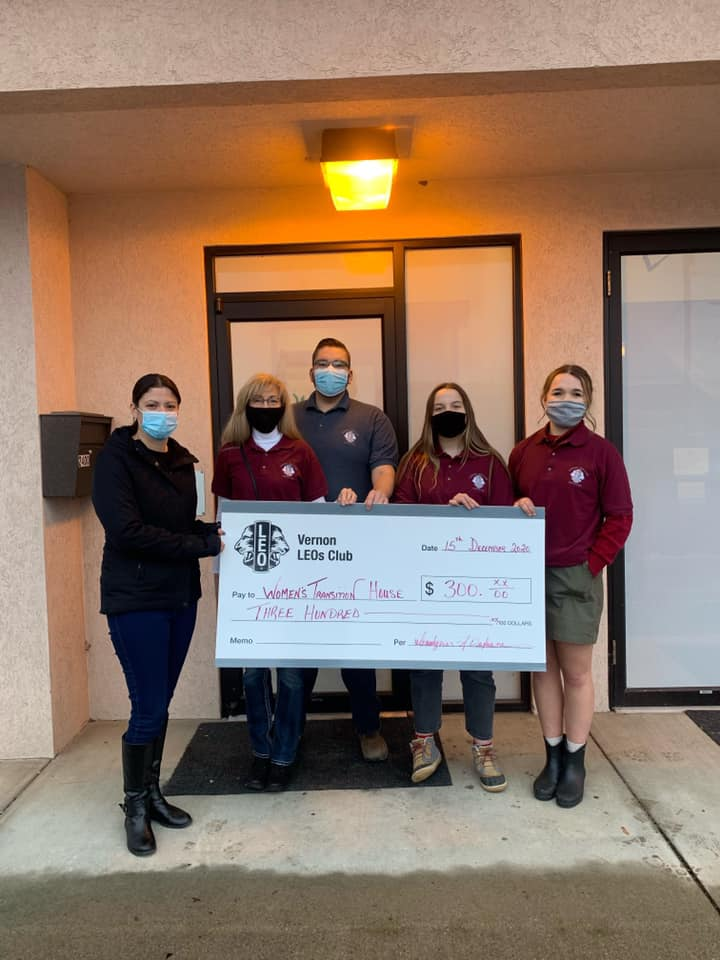 LEO
Vernon
LEOs Club
Date 15th December 2020
Pay to Women's Transition House $ 300. xx/00
Three Hundred xx/100 DOLLARS
Memo
Per